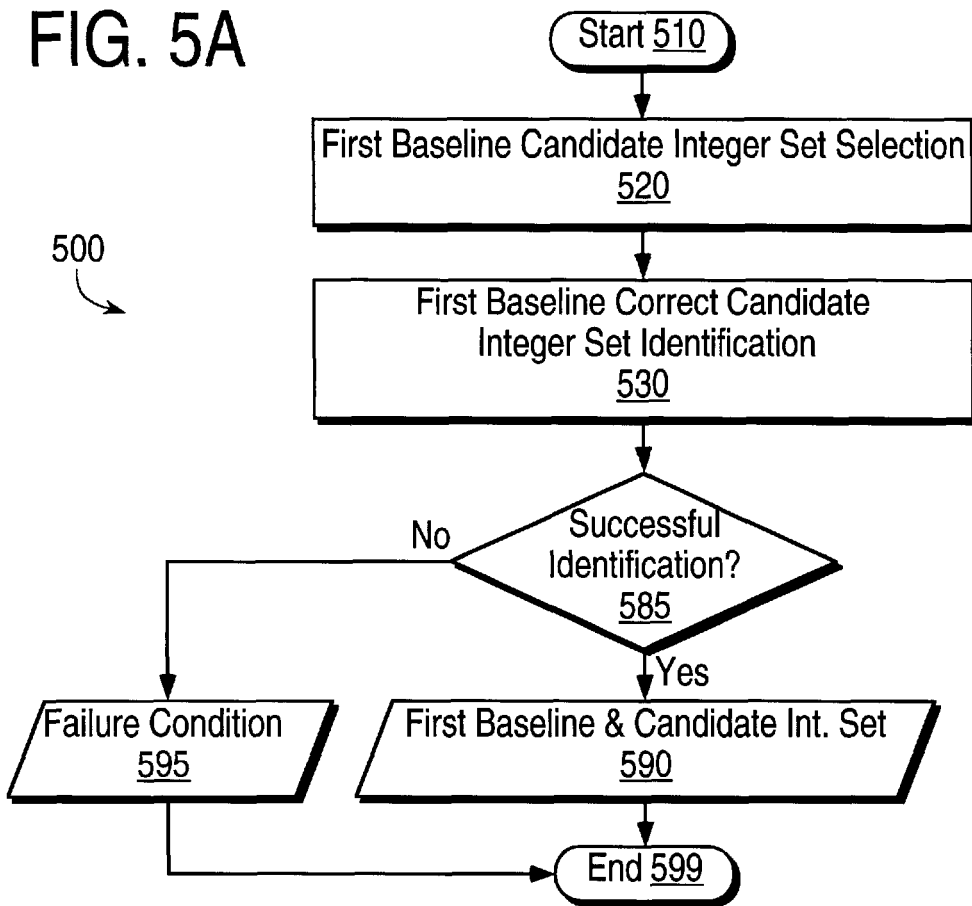 FIG. 5A
Start 510
First Baseline Candidate Integer Set Selection
520
500
First Baseline Correct Candidate
Integer Set Identification
530
No
Successful
Identification?
585
Yes
Failure Condition
595
First Baseline & Candidate Int. Set
590
End 599